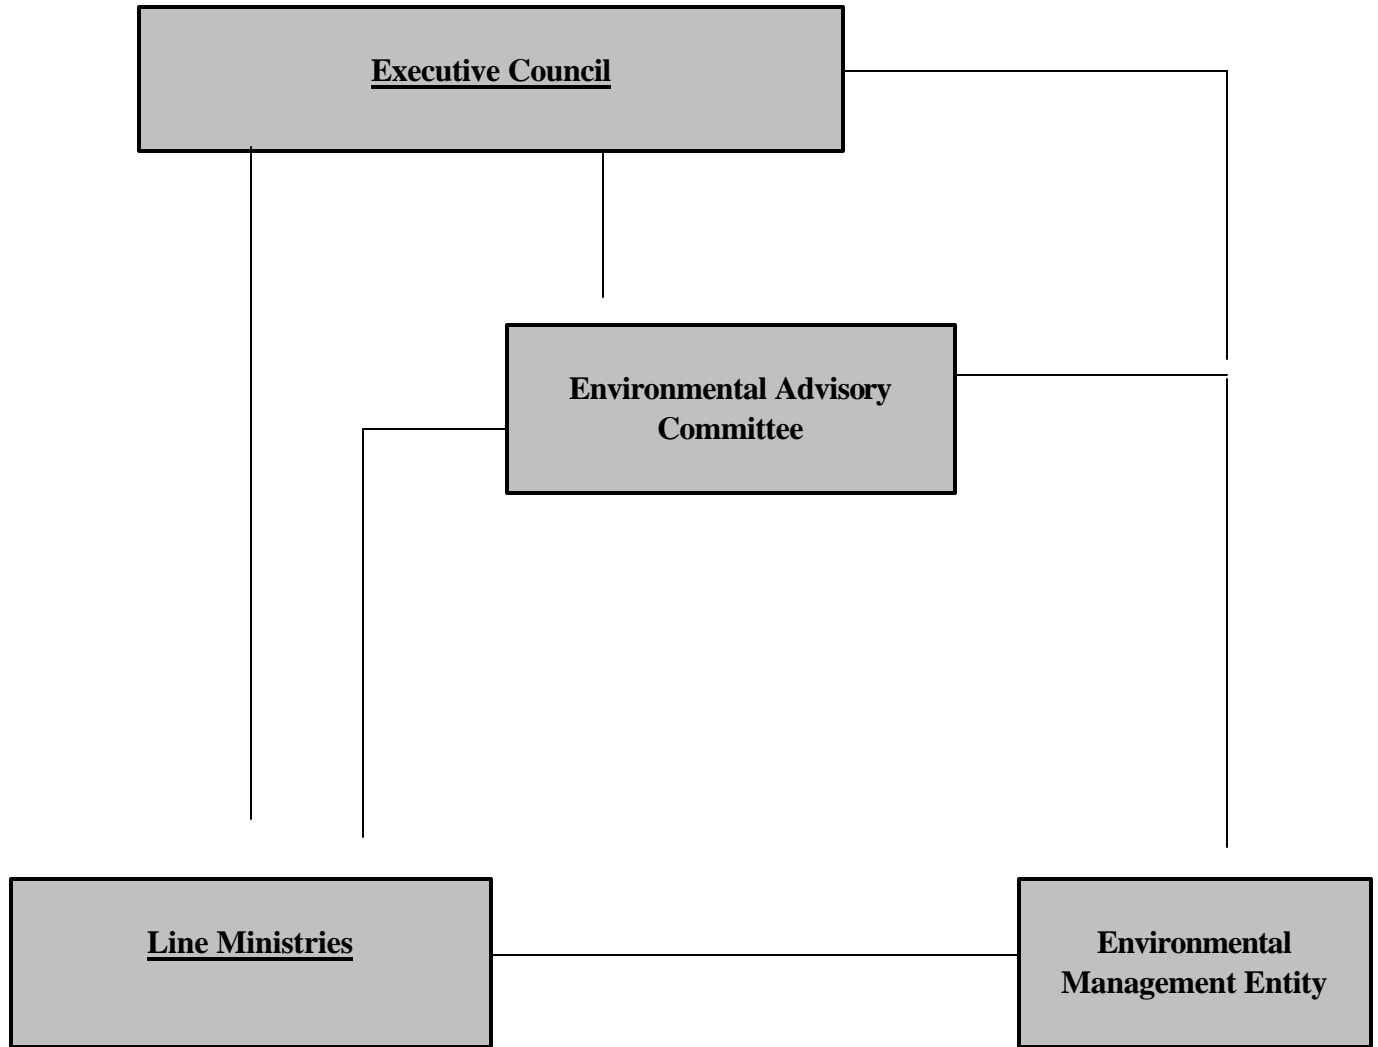 Executive Council
Environmental Advisory
Committee
Line Ministries
Environmental
Management Entity